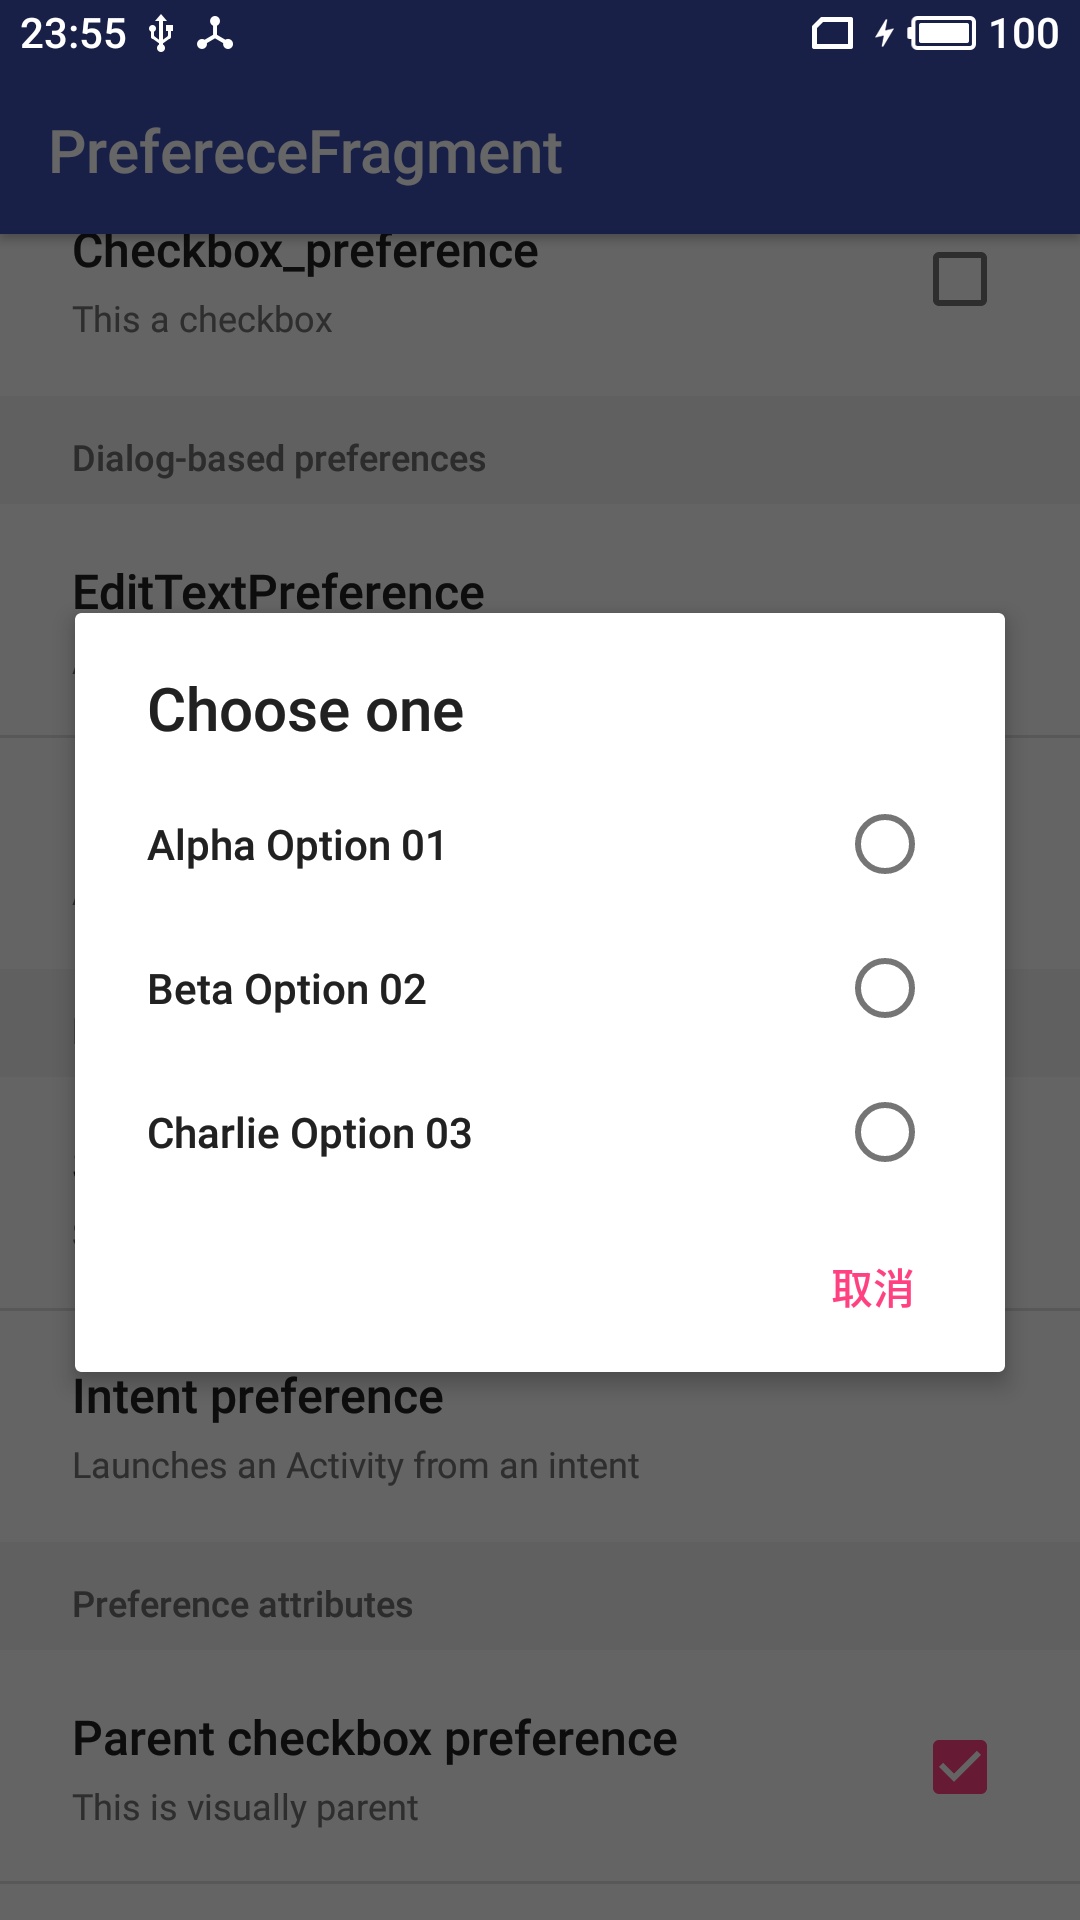 23:55
100
PrefereceFragment
Checkbox_preference
This a checkbox
Dialog-based preferences
EditTextPreference
Choose one
Alpha Option 01
Beta Option 02
Charlie Option 03
取消
Intent preference
Launches an Activity from an intent
Preference attributes
Parent checkbox preference
This is visually parent